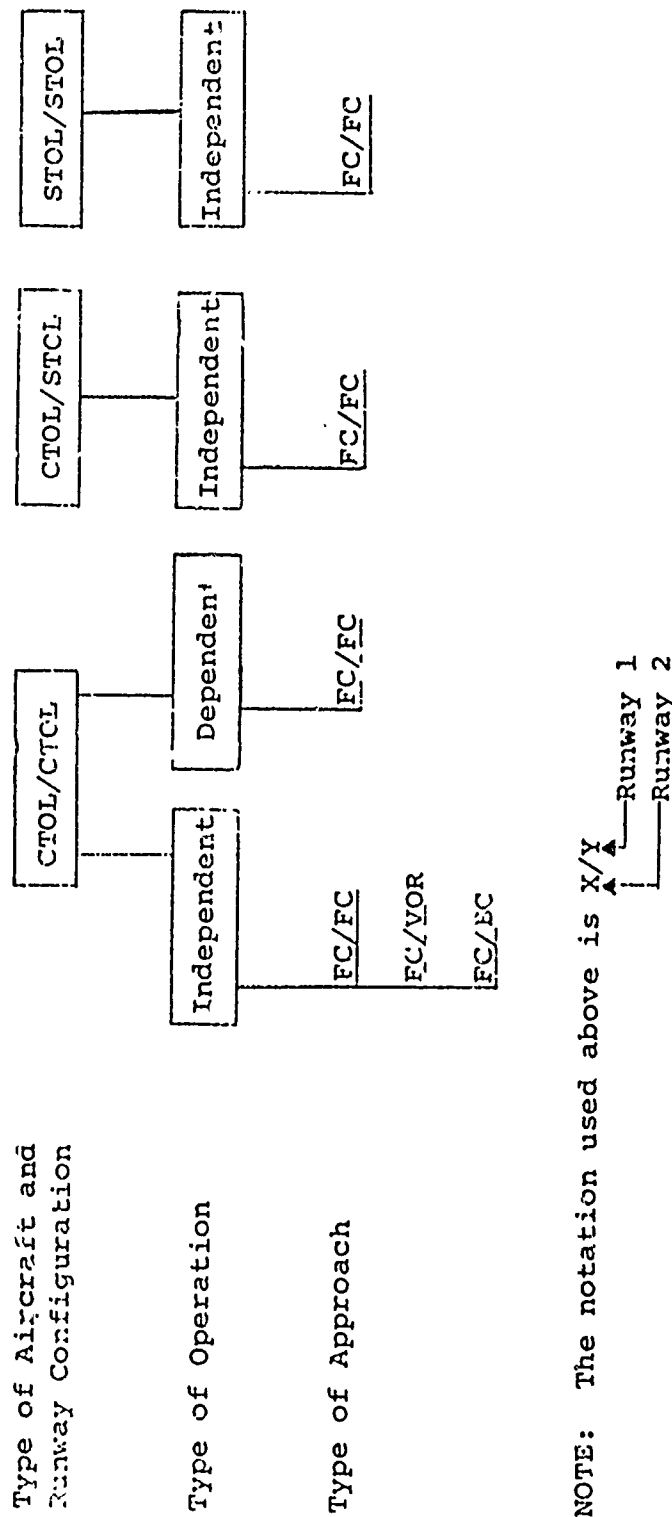 Type of Aircraft and
Runway Configuration
CTOL/CTOL
CTOL/STOL
STOL/STOL
Type of Operation
Independent
Dependent
Independent
Independent
Type of Approach
FC/FC
FC/VOR
FC/BC
FC/FC
FC/FC
FC/FC
NOTE: The notation used above is X/Y
Runway 1
Runway 2